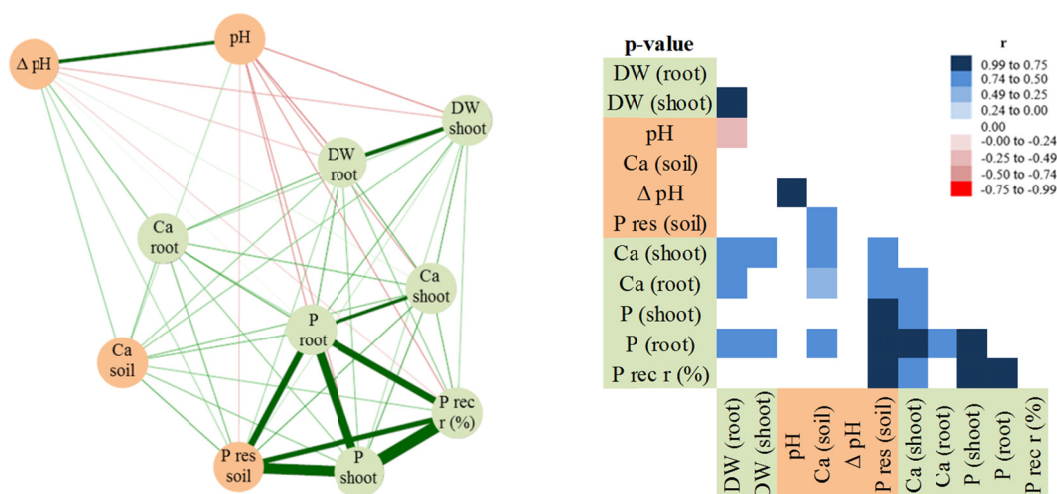 Δ pH
pH
DW
shoot
DW
root
Ca
root
Ca
shoot
P
root
Ca
soil
P rec
r (%)
P res
soil
P
shoot
p-value
DW (root)
DW (shoot)
pH
Ca (soil)
Δ pH
P res (soil)
Ca (shoot)
Ca (root)
P (shoot)
P (root)
P rec r (%)
DW (root)
DW (shoot)
pH
Ca (soil)
Δ pH
P res (soil)
Ca (shoot)
Ca (root)
P (shoot)
P (root)
P rec r (%)
r
0.99 to 0.75
0.74 to 0.50
0.49 to 0.25
0.24 to 0.00
0.00
-0.00 to -0.24
-0.25 to -0.49
-0.50 to -0.74
-0.75 to -0.99